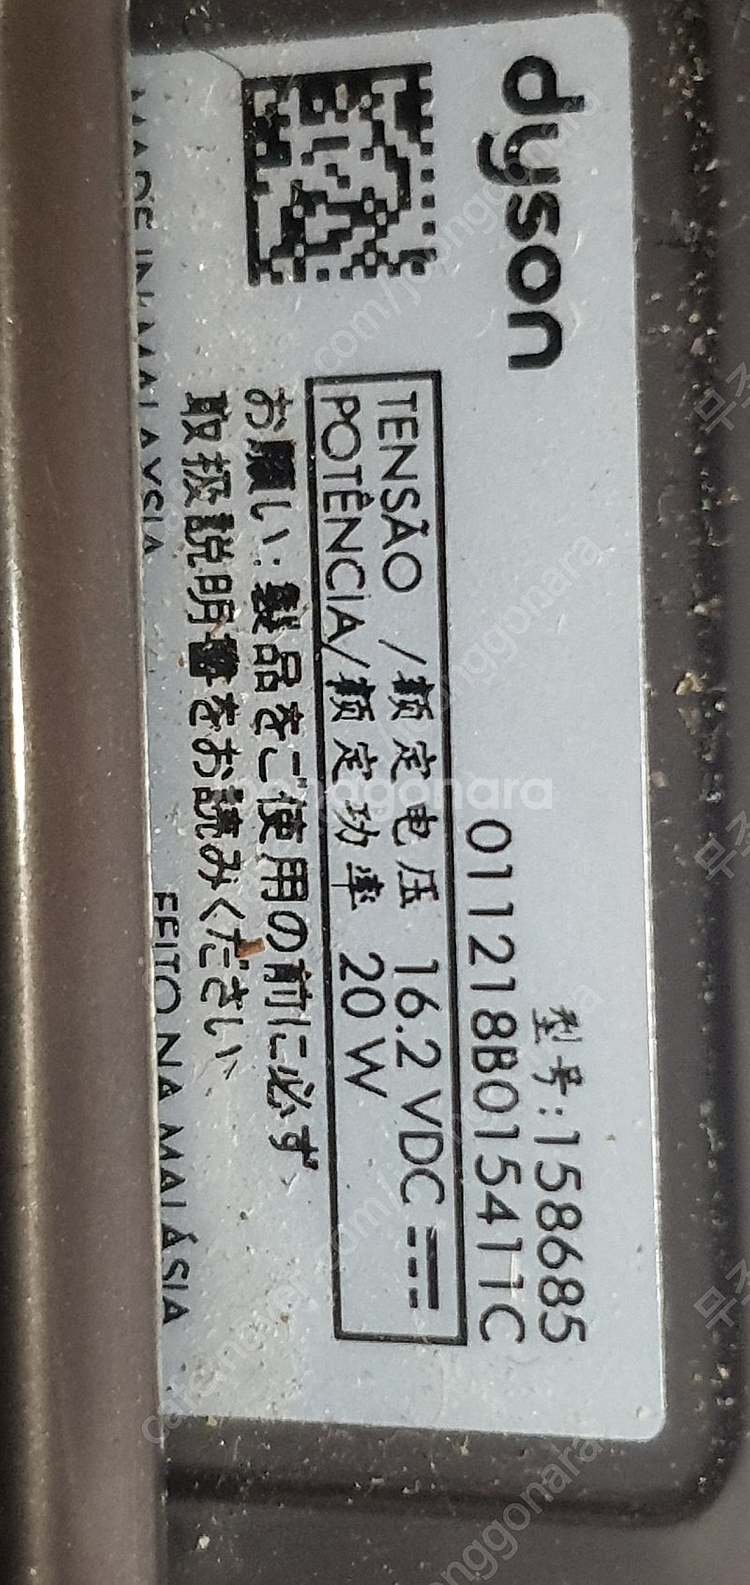 dyson
型号:158685
011218B015411C
TENSÃO /额定电压 16.2 VDC
POTÊNCIA/额定功率 20 W
お願い:製品をご使用の前に必ず、
取扱説明書をお読みください、
MADE IN MALAYSIA
FEITO NA MALÁSIA
joonggonara